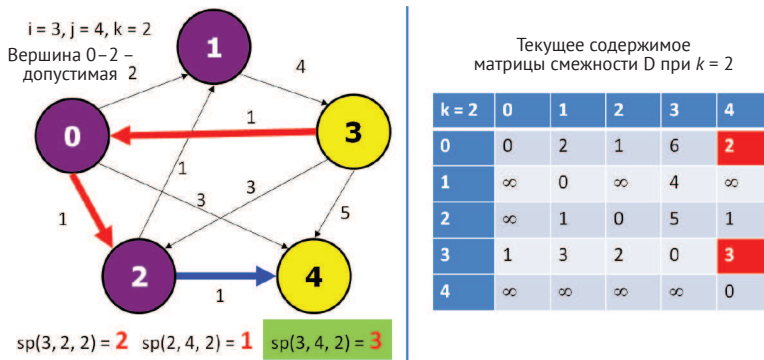 i = 3, j = 4, k = 2
Вершина 0–2 –
допустимая
2
1
4
0
1
3
1
3
3
5
1
2
1
4
sp(3, 2, 2) = 2 sp(2, 4, 2) = 1 sp(3, 4, 2) = 3
Текущее содержимое
матрицы смежности D при k = 2
k = 2 0 1 2 3 4
0 0 2 1 6 2
1 ∞ 0 ∞ 4 ∞
2 ∞ 1 0 5 1
3 1 3 2 0 3
4 ∞ ∞ ∞ ∞ 0